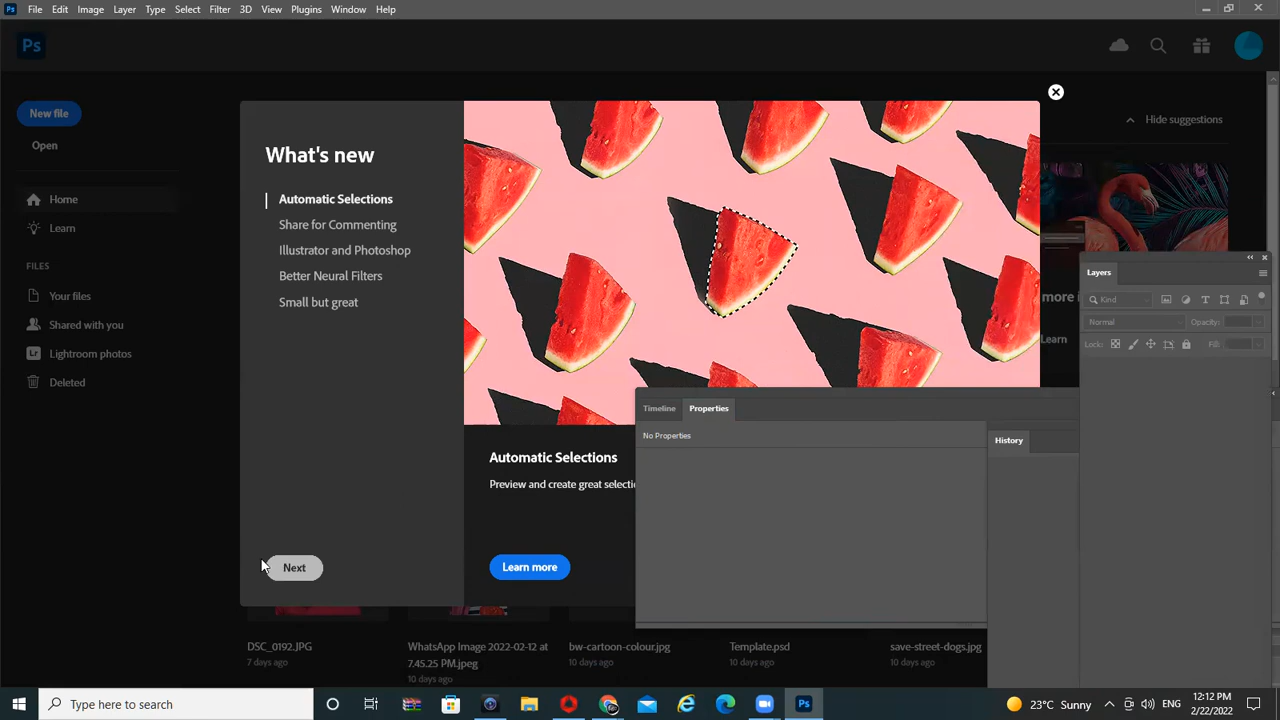 Ps File Edit Image Layer Type Select Filter 3D View Plugins Window Help
Ps
New file
Open
Home
Learn
FILES
Your files
Shared with you
Lr Lightroom photos
Deleted
What's new
Automatic Selections
Share for Commenting
Illustrator and Photoshop
Better Neural Filters
Small but great
Next
Automatic Selections
Preview and create great selecti
Learn more
Hide suggestions
more
Learn
Timeline Properties
No Properties
History
Layers
Kind
Normal Opacity:
Lock: Fill:
DSC_0192.JPG
7 days ago
WhatsApp Image 2022-02-12 at
7.45.25 PM.jpeg
10 days ago
bw-cartoon-colour.jpg
10 days ago
Template.psd
10 days ago
save-street-dogs.jpg
10 days ago
Type here to search
Ps
23°C Sunny
ENG
12:12 PM
2/22/2022